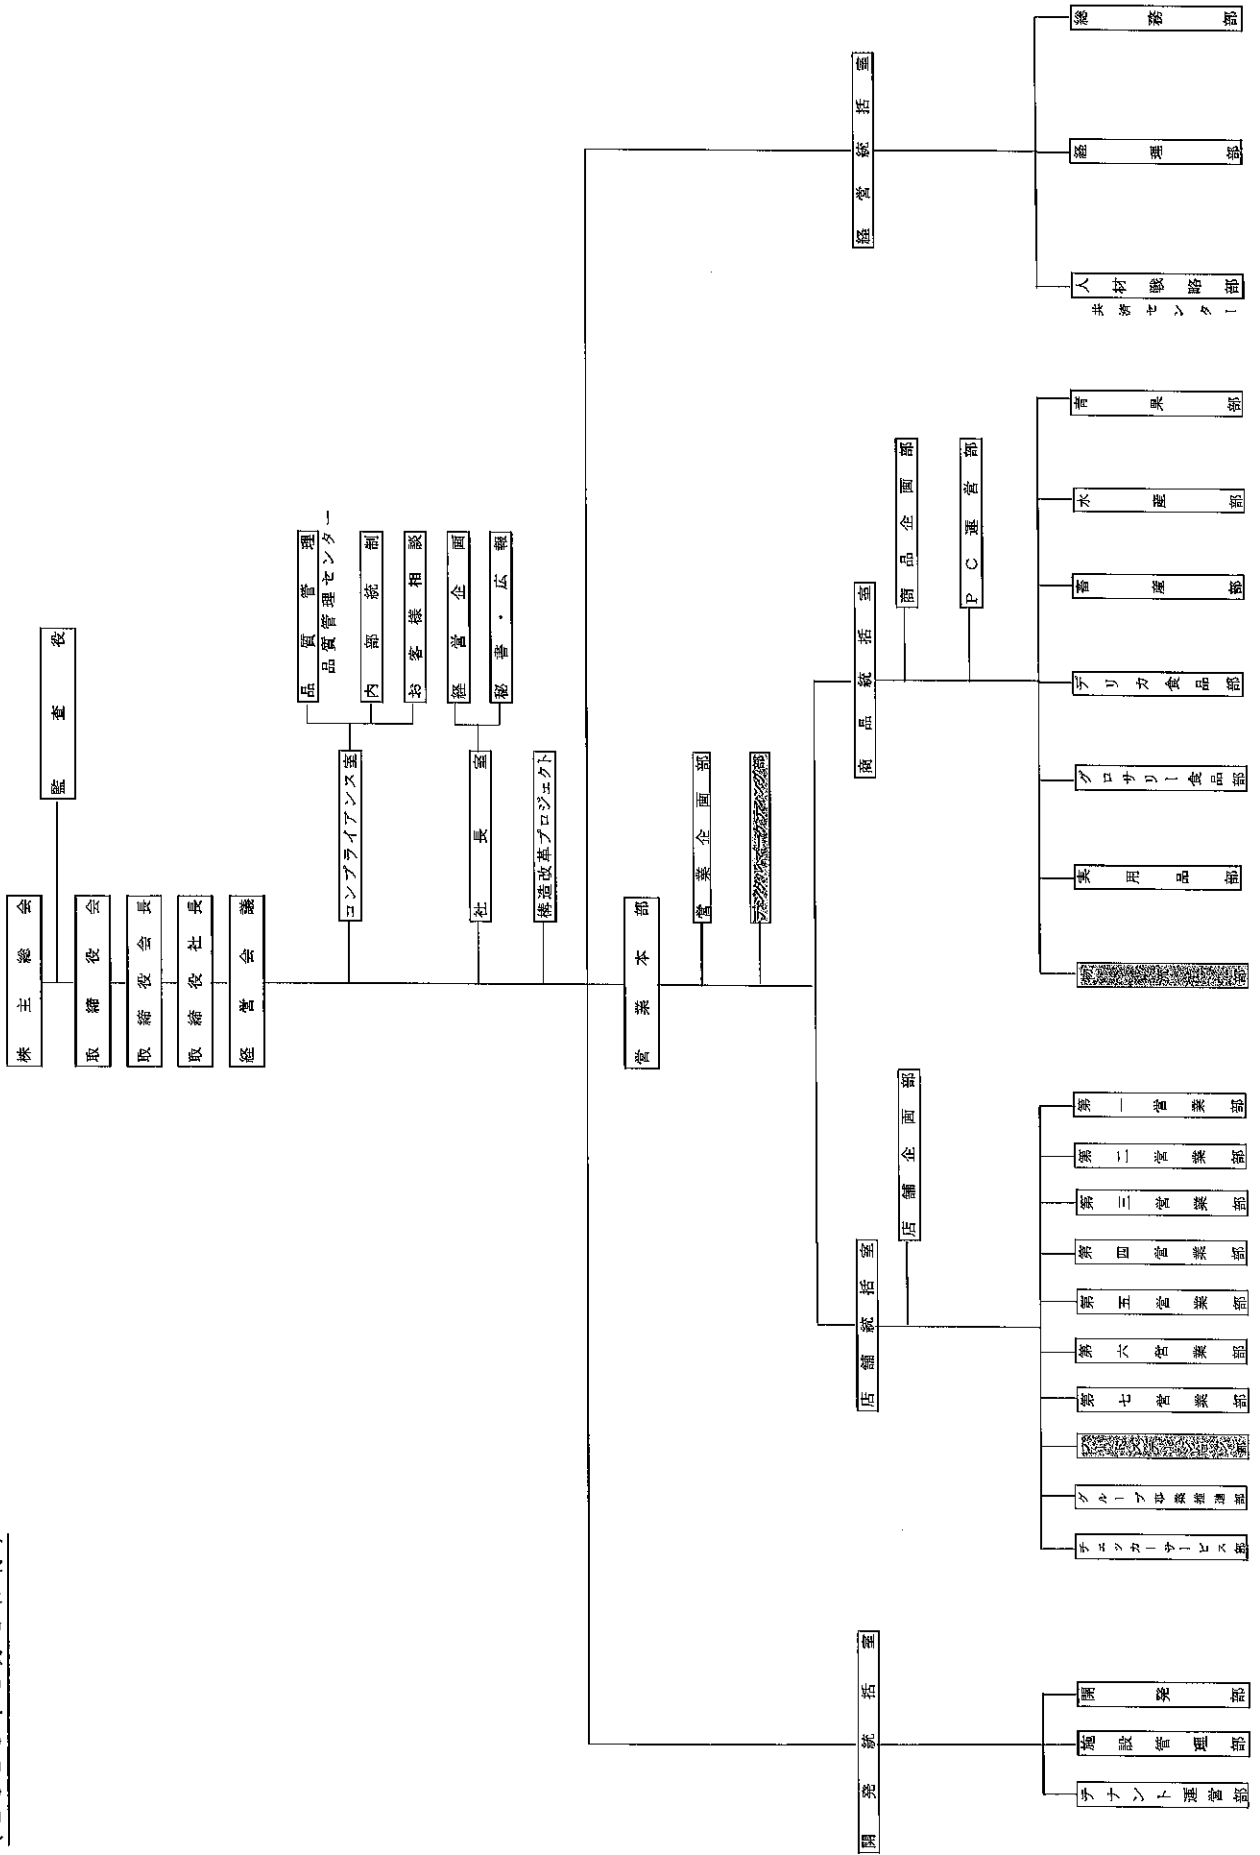 株主総会
監査役
取締役会
取締役会長
取締役社長
経営会議
コンプライアンス室
品質管理
品質管理センター
内部統制
お客様相談
社長室
経営企画
秘書・広報
構造改革プロジェクト
営業本部
営業企画部
開発統括室
店舗統括室
店舗企画部
商品統括室
商品企画部
PC運営部
経営統括室
テナント運営部
施設管理部
開発部
チェッカーサービス部
グループ事業推進部
第七営業部
第六営業部
第五営業部
第四営業部
第三営業部
第二営業部
第一営業部
実用品部
グロサリー食品部
デリカ食品部
畜産部
水産部
青果部
人材戦略部
共済センター
経理部
総務部